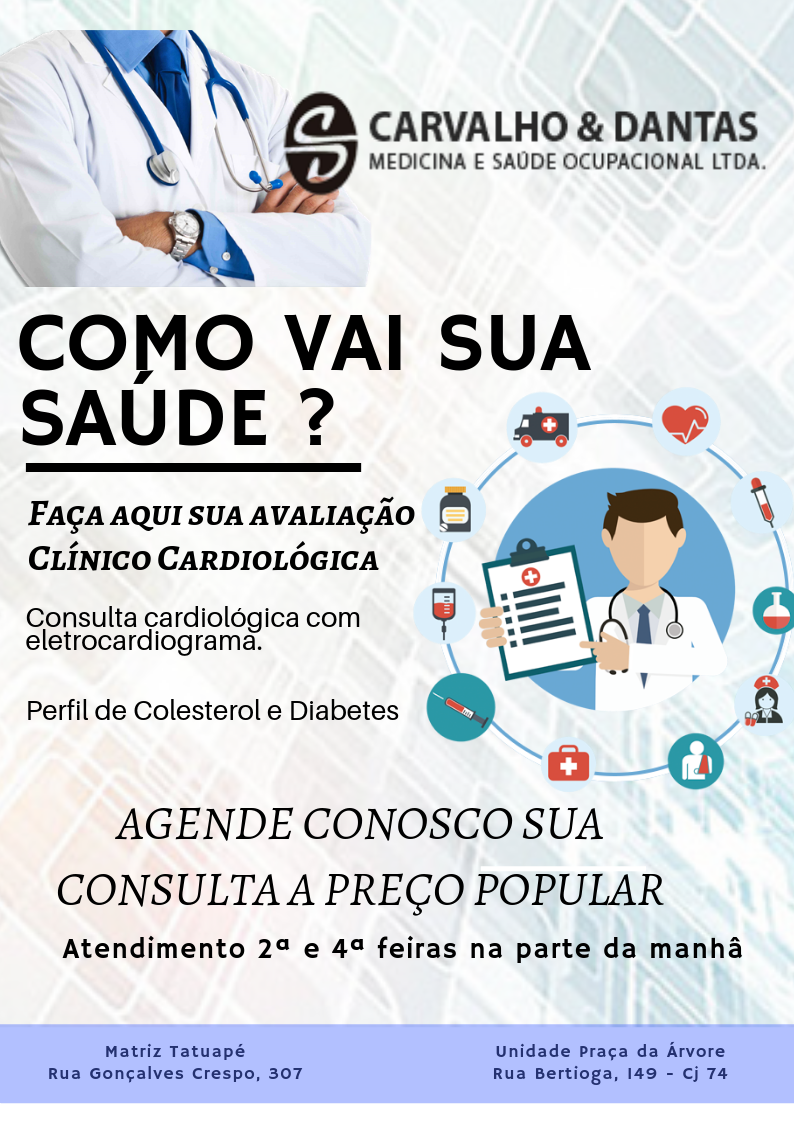 CARVALHO & DANTAS
MEDICINA E SAÚDE OCUPACIONAL LTDA.
COMO VAI SUA
SAÚDE ?
FAÇA AQUI SUA AVALIAÇÃO
CLÍNICO CARDIOLÓGICA
Consulta cardiológica com
eletrocardiograma.
Perfil de Colesterol e Diabetes
AGENDE CONOSCO SUA
CONSULTA A PREÇO POPULAR
Atendimento 2ª e 4ª feiras na parte da manhâ
Matriz Tatuapé
Rua Gonçalves Crespo, 307
Unidade Praça da Árvore
Rua Bertioga, 149 - Cj 74